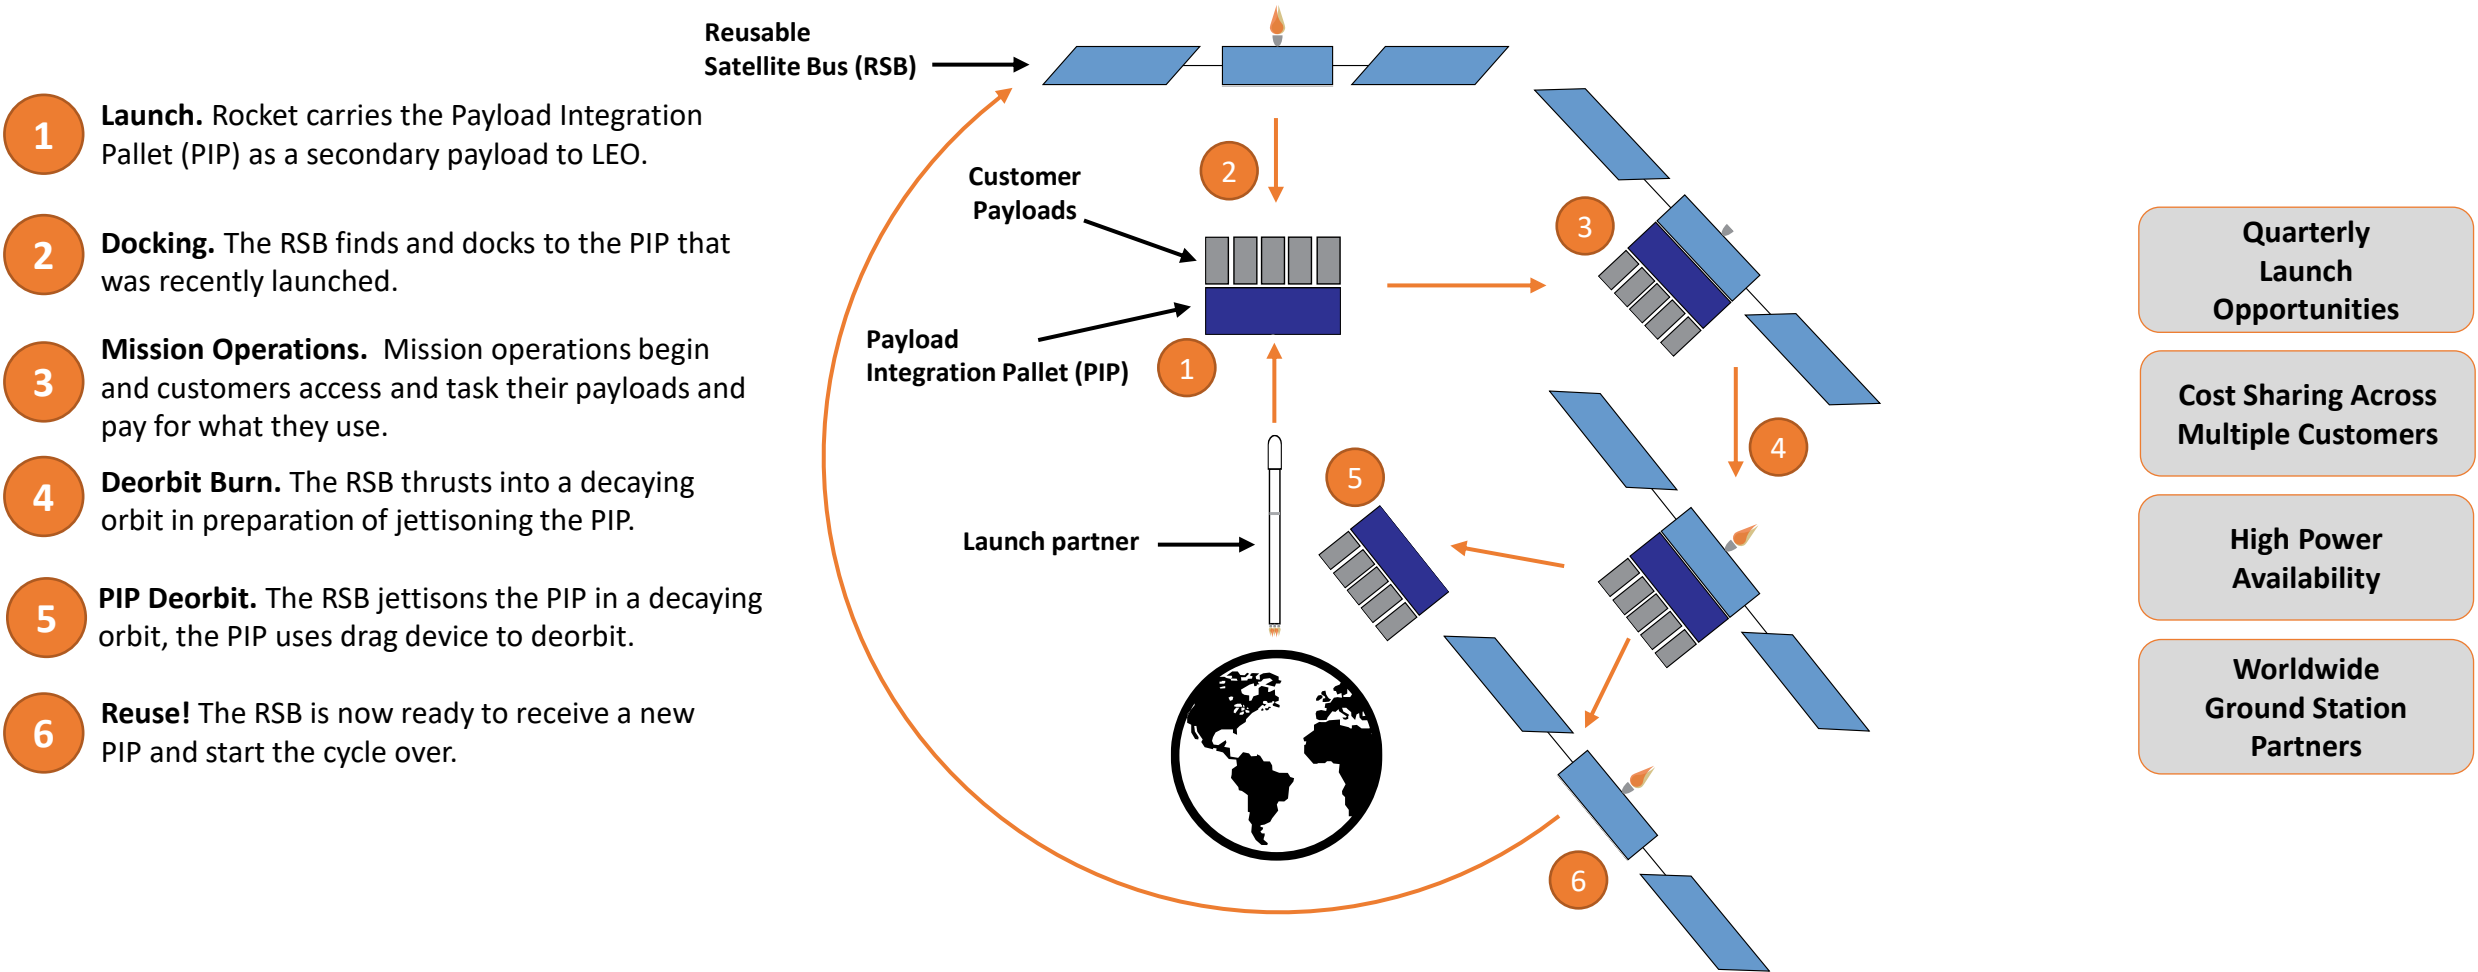 1
Launch. Rocket carries the Payload Integration
Pallet (PIP) as a secondary payload to LEO.
2
Docking. The RSB finds and docks to the PIP that
was recently launched.
3
Mission Operations.  Mission operations begin
and customers access and task their payloads and
pay for what they use.
4
Deorbit Burn. The RSB thrusts into a decaying
orbit in preparation of jettisoning the PIP.
5
PIP Deorbit. The RSB jettisons the PIP in a decaying
orbit, the PIP uses drag device to deorbit.
6
Reuse! The RSB is now ready to receive a new
PIP and start the cycle over.
Reusable
Satellite Bus (RSB)
2
Customer
Payloads
3
Payload
Integration Pallet (PIP)
1
4
5
Launch partner
6
Quarterly
Launch
Opportunities
Cost Sharing Across
Multiple Customers
High Power
Availability
Worldwide
Ground Station
Partners